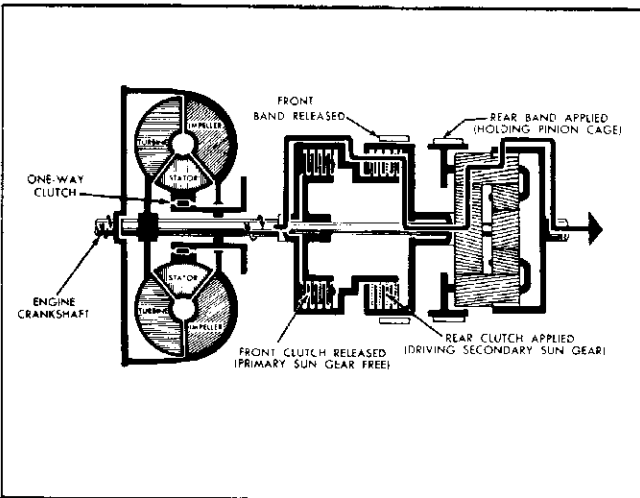 FRONT
BAND RELEASED
REAR BAND APPLIED
(HOLDING PINION CAGE)
IMPELLER
TURBINE
STATOR
ONE-WAY
CLUTCH
ENGINE
CRANKSHAFT
STATOR
TURBINE
IMPELLER
FRONT CLUTCH RELEASED
(PRIMARY SUN GEAR FREE)
REAR CLUTCH APPLIED
(DRIVING SECONDARY SUN GEAR)